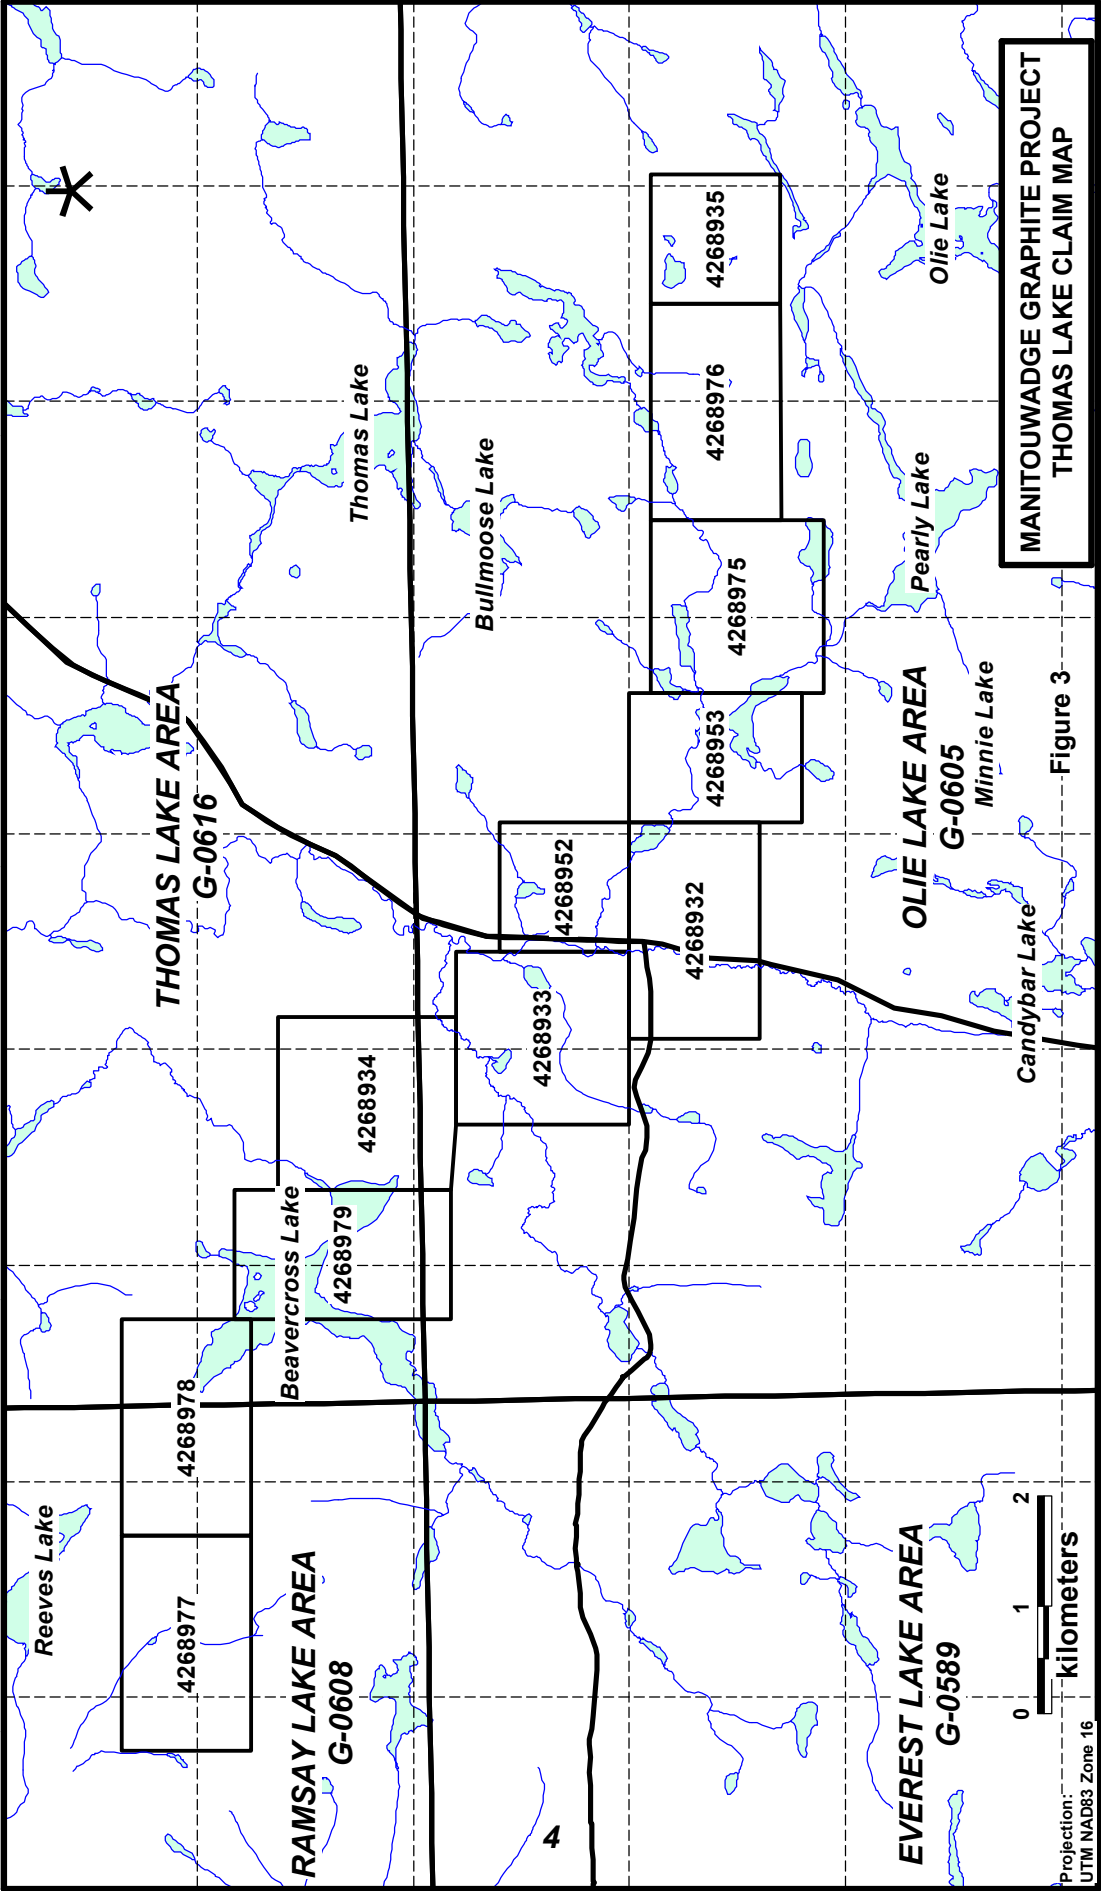 Reeves Lake
4268977
4268978
RAMSAY LAKE AREA
G-0608
Beavercross Lake
4268979
4268934
THOMAS LAKE AREA
G-0616
Thomas Lake
Bullmoose Lake
4268933
4268952
4268932
4268953
4268975
4268976
4268935
4
EVEREST LAKE AREA
G-0589
OLIE LAKE AREA
G-0605
Minnie Lake
Pearly Lake
Olie Lake
Candybar Lake
0 1 2
kilometers
Projection:
UTM NAD83 Zone 16
Figure 3
MANITOUWADGE GRAPHITE PROJECT
THOMAS LAKE CLAIM MAP